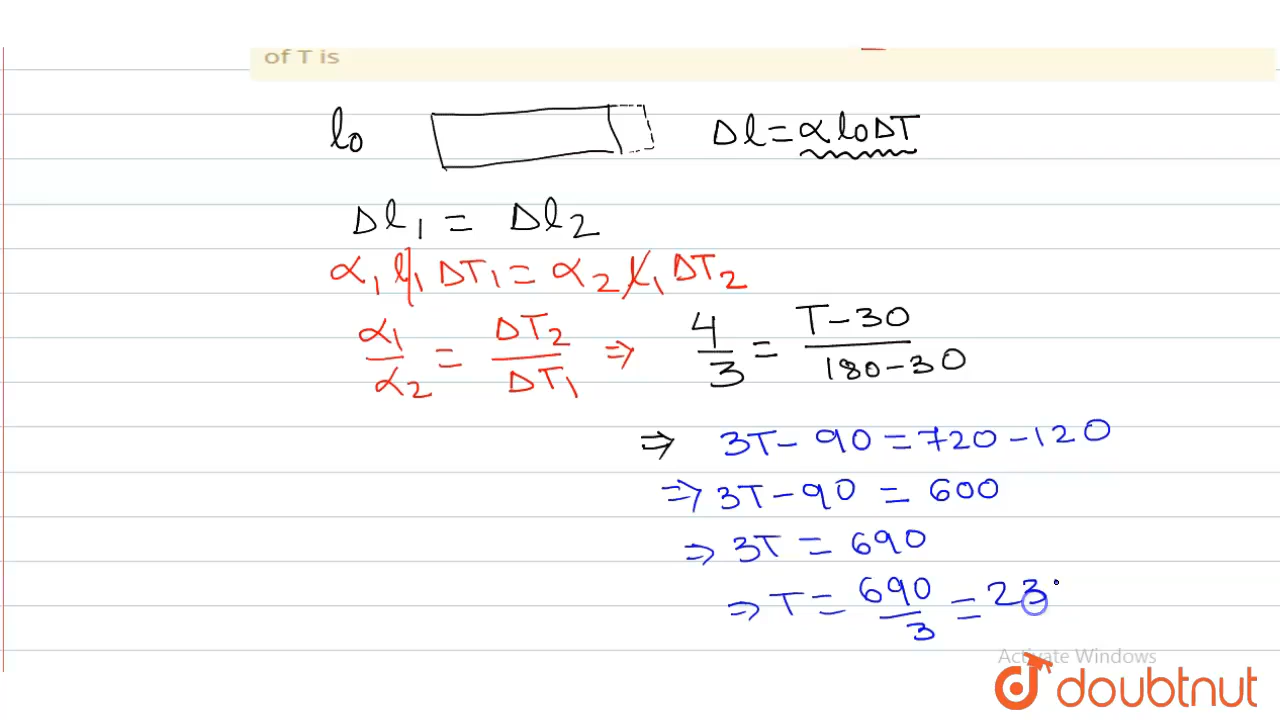 of T is
l0 Δl = α l0 ΔT
Δl1 = Δl2
α1 l1 ΔT1 = α2 l1 ΔT2
α1/α2 = ΔT2/ΔT1 ⇒ 4/3 = T-30/180-30
⇒ 3T - 90 = 720 - 120
⇒ 3T - 90 = 600
⇒ 3T = 690
⇒ T = 690/3 = 23
Activate Windows
doubtnut